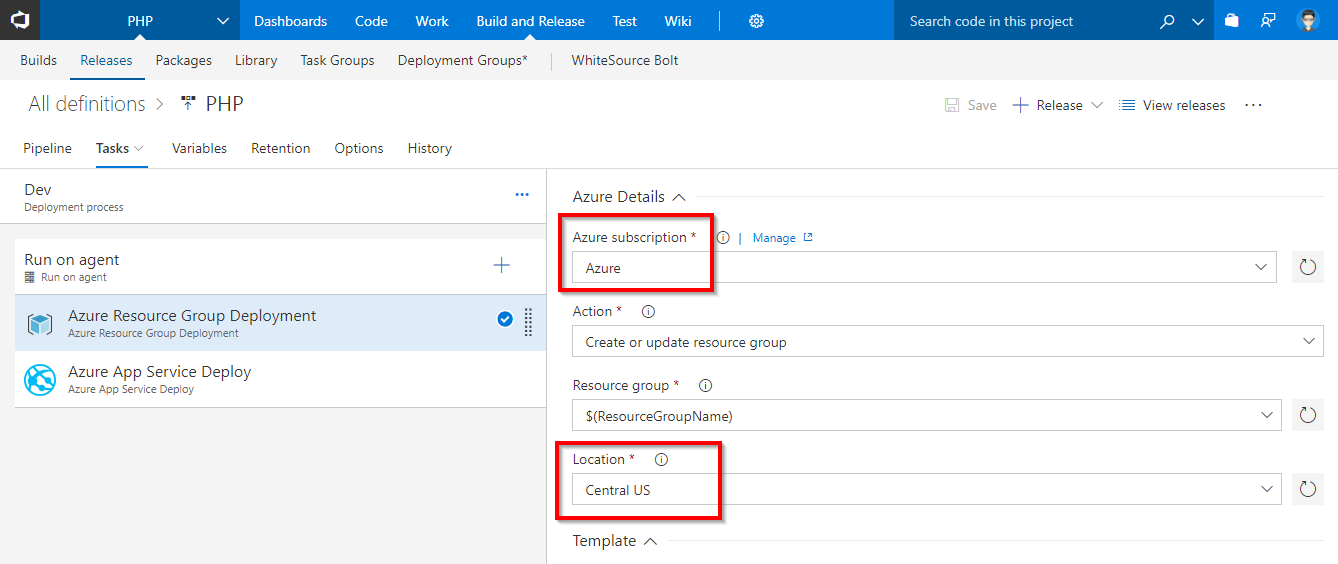 PHP Dashboards Code Work Build and Release Test Wiki Search code in this project
Builds Releases Packages Library Task Groups Deployment Groups* WhiteSource Bolt
All definitions > PHP Save Release View releases ...
Pipeline Tasks Variables Retention Options History
Dev
Deployment process
...
Run on agent
Run on agent
Azure Resource Group Deployment
Azure Resource Group Deployment
Azure App Service Deploy
Azure App Service Deploy
Azure Details
Azure subscription * | Manage
Azure
Action *
Create or update resource group
Resource group *
$(ResourceGroupName)
Location *
Central US
Template